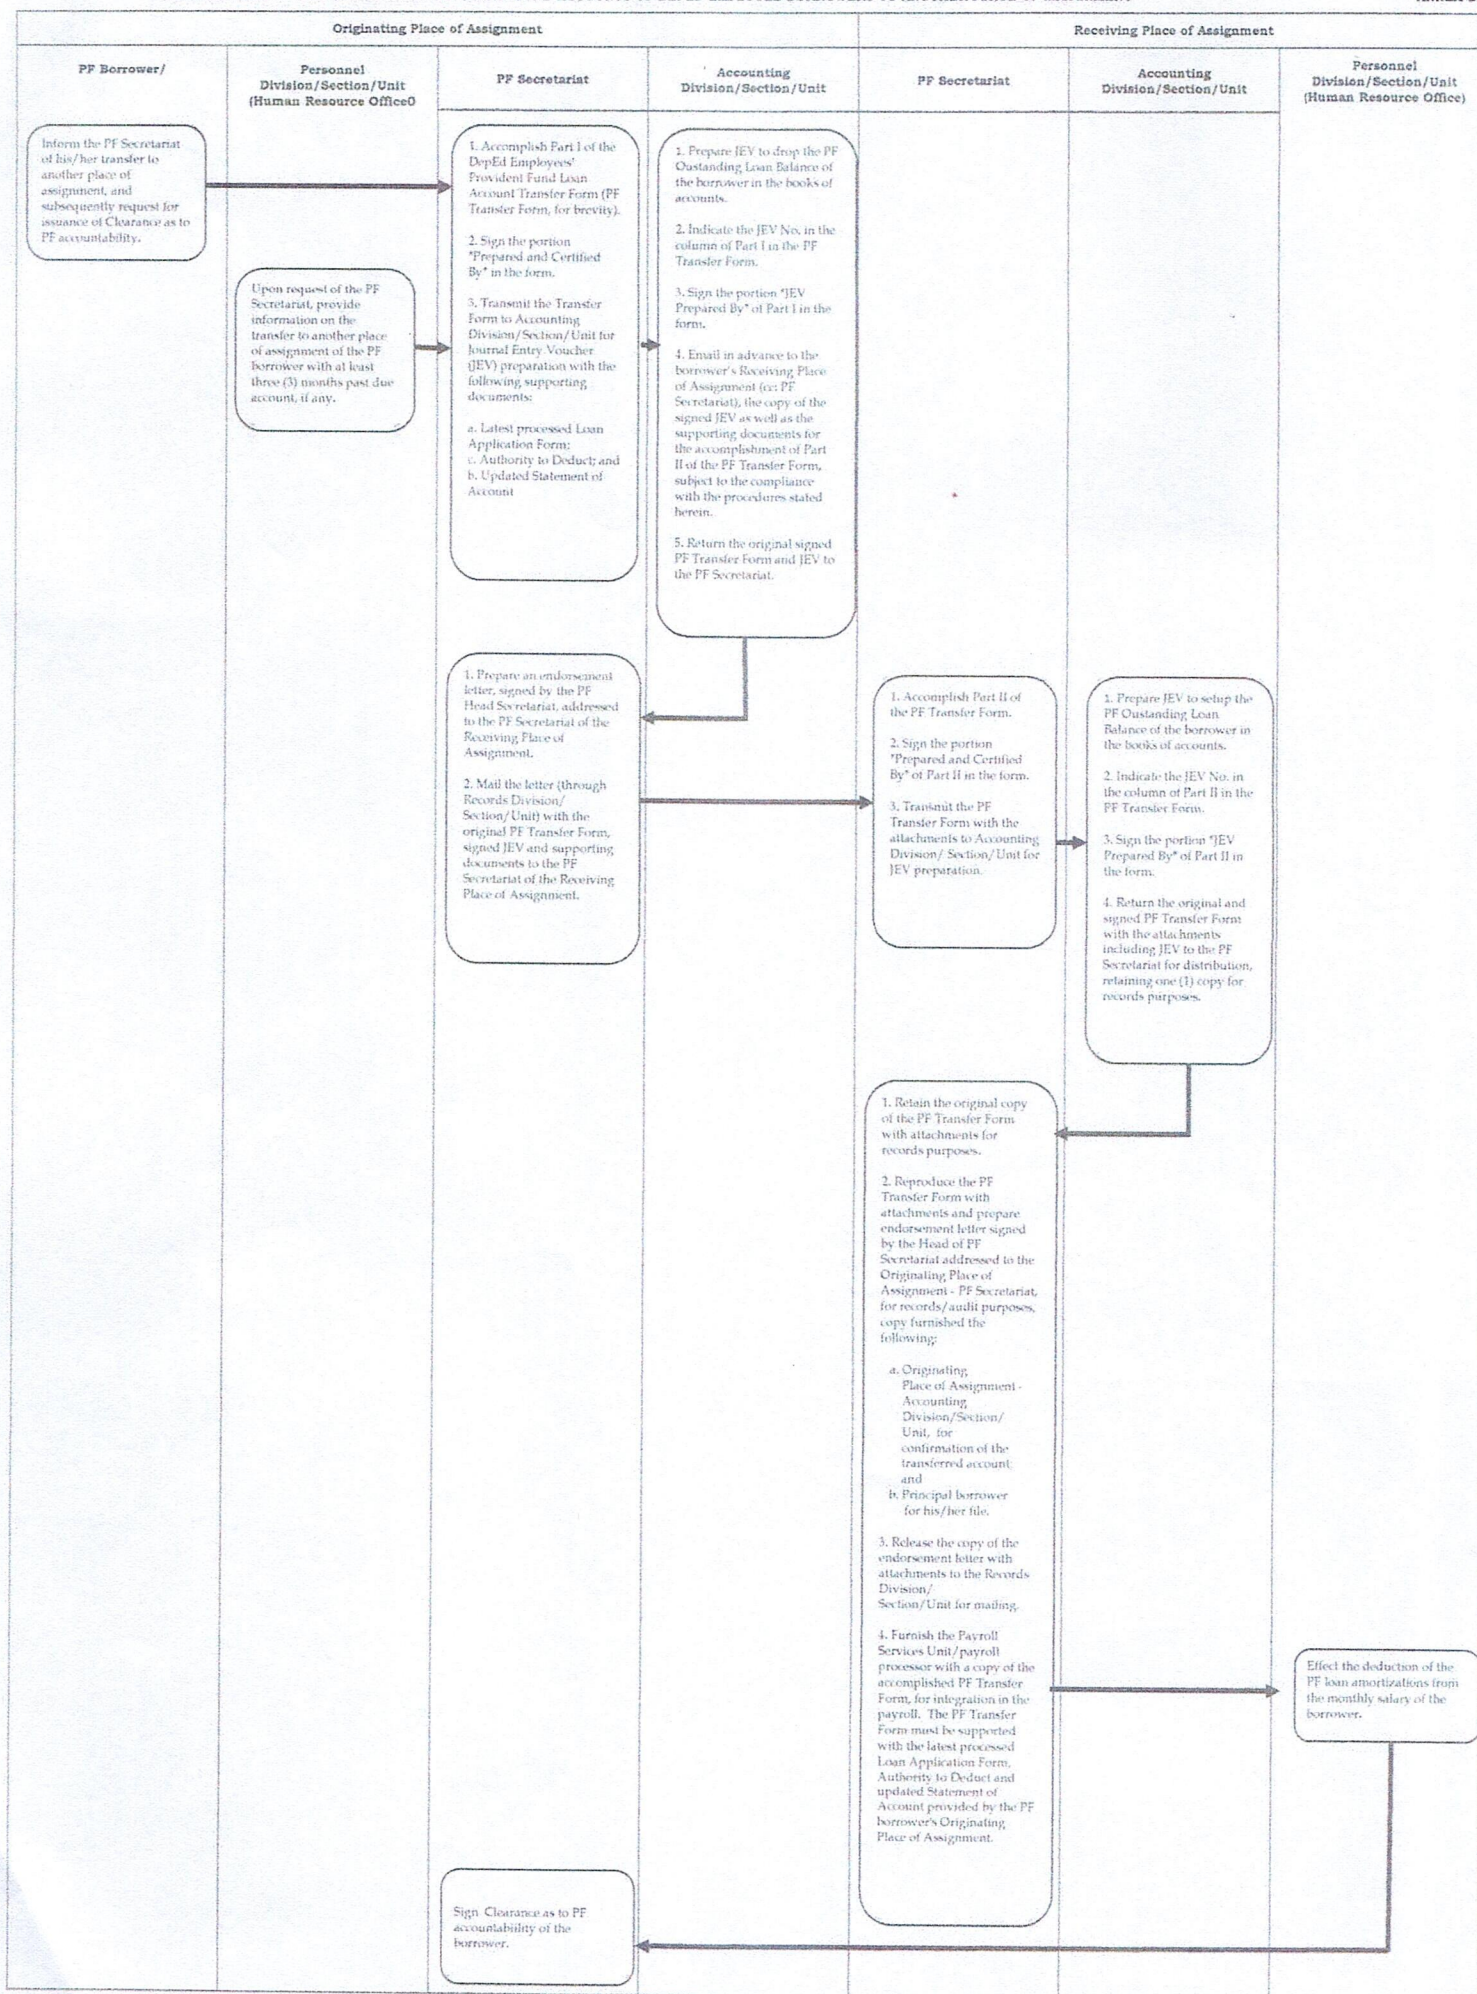 Originating Place of Assignment
Receiving Place of Assignment
PF Borrower/
Personnel
Division/Section/Unit
(Human Resource Office0
PF Secretariat
Accounting
Division/Section/Unit
PF Secretariat
Accounting
Division/Section/Unit
Personnel
Division/Section/Unit
(Human Resource Office)
Inform the PF Secretariat
of his/her transfer to
another place of
assignment, and
subsequently request for
issuance of Clearance as to
PF accountability.
Upon request of the PF
Secretariat, provide
information on the
transfer to another place
of assignment of the PF
borrower with at least
three (3) months past due
account, if any.
1. Accomplish Part I of the
DepEd Employees'
Provident Fund Loan
Account Transfer Form (PF
Transfer Form, for brevity).
2. Sign the portion
"Prepared and Certified
By" in the form.
3. Transmit the Transfer
Form to Accounting
Division/Section/Unit for
Journal Entry Voucher
(JEV) preparation with the
following supporting
documents:
a. Latest processed Loan
Application Form;
c. Authority to Deduct; and
b. Updated Statement of
Account
1. Prepare JEV to drop the PF
Oustanding Loan Balance of
the borrower in the books of
accounts.
2. Indicate the JEV No. in the
column of Part I in the PF
Transfer Form.
3. Sign the portion "JEV
Prepared By" of Part I in the
form.
4. Email in advance to the
borrower's Receiving Place
of Assignment (cc: PF
Secretariat), the copy of the
signed JEV as well as the
supporting documents for
the accomplishment of Part
II of the PF Transfer Form,
subject to the compliance
with the procedures stated
herein.
5. Return the original signed
PF Transfer Form and JEV to
the PF Secretariat.
1. Prepare an endorsement
letter, signed by the PF
Head Secretariat, addressed
to the PF Secretariat of the
Receiving Place of
Assignment.
2. Mail the letter (through
Records Division/
Section/Unit) with the
original PF Transfer Form,
signed JEV and supporting
documents to the PF
Secretariat of the Receiving
Place of Assignment.
1. Accomplish Part II of
the PF Transfer Form.
2. Sign the portion
"Prepared and Certified
By" of Part II in the form.
3. Transmit the PF
Transfer Form with the
attachments to Accounting
Division/ Section/Unit for
JEV preparation.
1. Prepare JEV to setup the
PF Oustanding Loan
Balance of the borrower in
the books of accounts.
2. Indicate the JEV No. in
the column of Part II in the
PF Transfer Form.
3. Sign the portion "JEV
Prepared By" of Part II in
the form.
4. Return the original and
signed PF Transfer Form
with the attachments
including JEV to the PF
Secretariat for distribution,
retaining one (1) copy for
records purposes.
1. Retain the original copy
of the PF Transfer Form
with attachments for
records purposes.
2. Reproduce the PF
Transfer Form with
attachments and prepare
endorsement letter signed
by the Head of PF
Secretariat addressed to the
Originating Place of
Assignment - PF Secretariat,
for records/audit purposes,
copy furnished the
following:
a. Originating
Place of Assignment -
Accounting
Division/Section/
Unit, for
confirmation of the
transferred account;
and
b. Principal borrower
for his/her file.
3. Release the copy of the
endorsement letter with
attachments to the Records
Division/
Section/Unit for mailing.
4. Furnish the Payroll
Services Unit/payroll
processor with a copy of the
accomplished PF Transfer
Form, for integration in the
payroll. The PF Transfer
Form must be supported
with the latest processed
Loan Application Form,
Authority to Deduct and
updated Statement of
Account provided by the PF
borrower's Originating
Place of Assignment.
Effect the deduction of the
PF loan amortizations from
the monthly salary of the
borrower.
Sign Clearance as to PF
accountability of the
borrower.